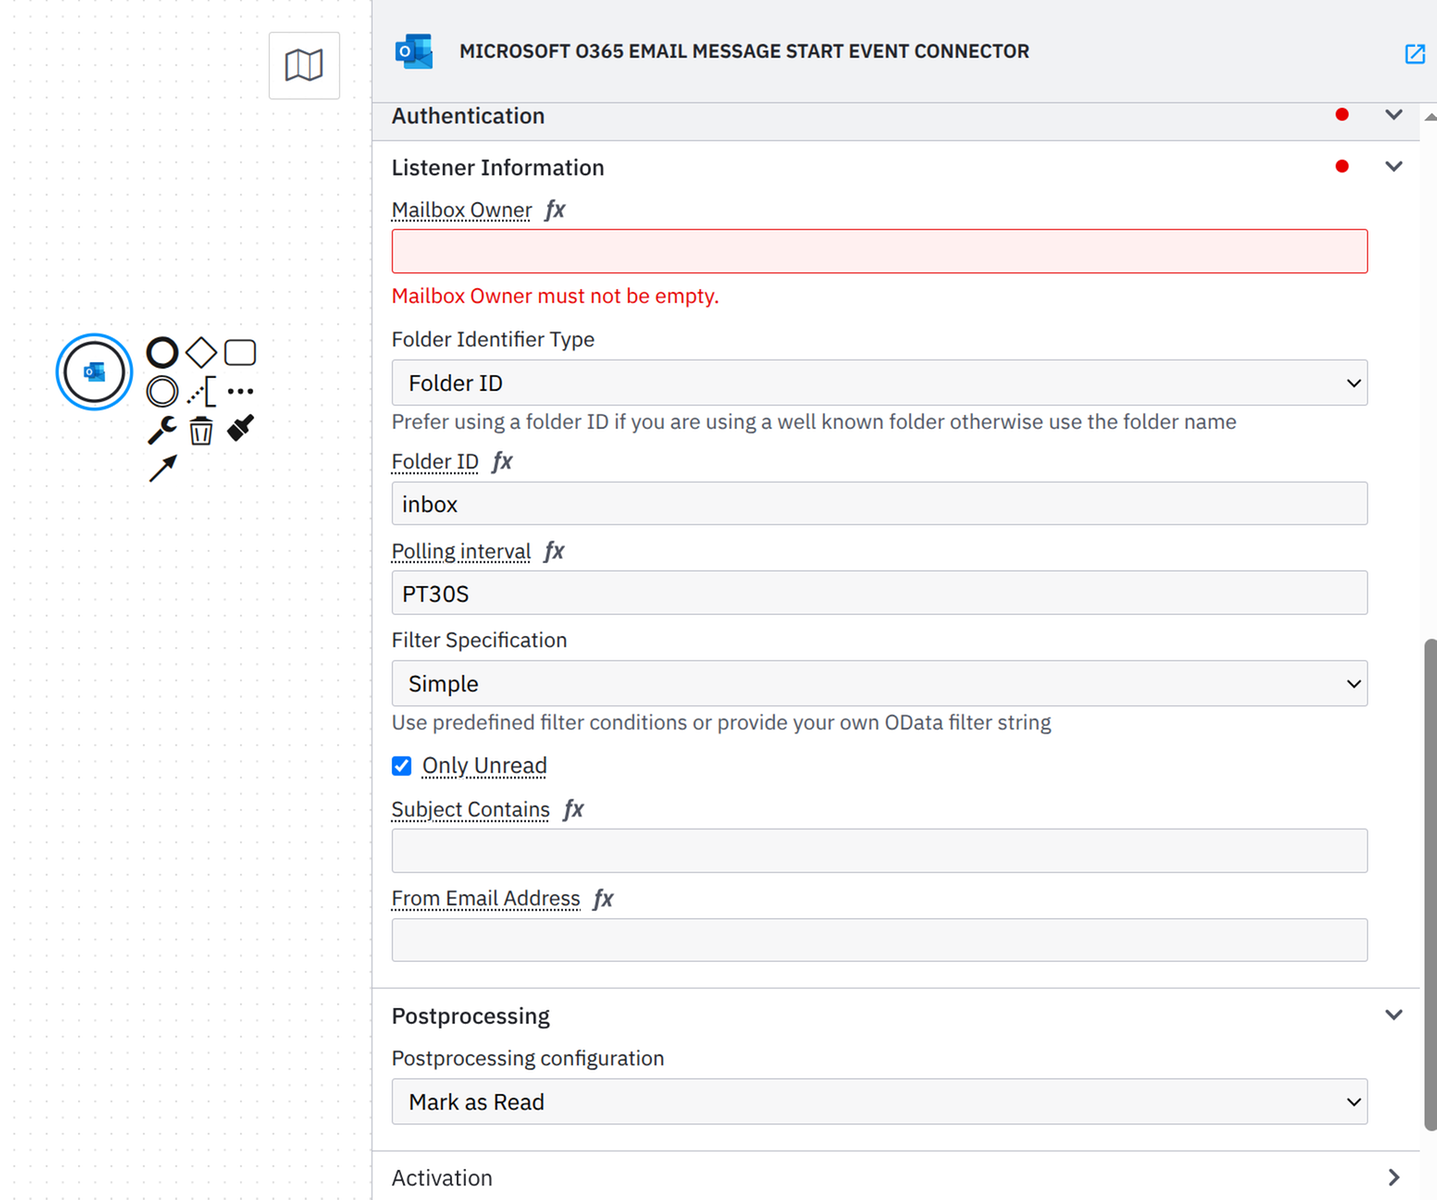 MICROSOFT O365 EMAIL MESSAGE START EVENT CONNECTOR
Authentication
Listener Information
Mailbox Owner fx
Mailbox Owner must not be empty.
Folder Identifier Type
Folder ID
Prefer using a folder ID if you are using a well known folder otherwise use the folder name
Folder ID fx
inbox
Polling interval fx
PT30S
Filter Specification
Simple
Use predefined filter conditions or provide your own OData filter string
Only Unread
Subject Contains fx
From Email Address fx
Postprocessing
Postprocessing configuration
Mark as Read
Activation